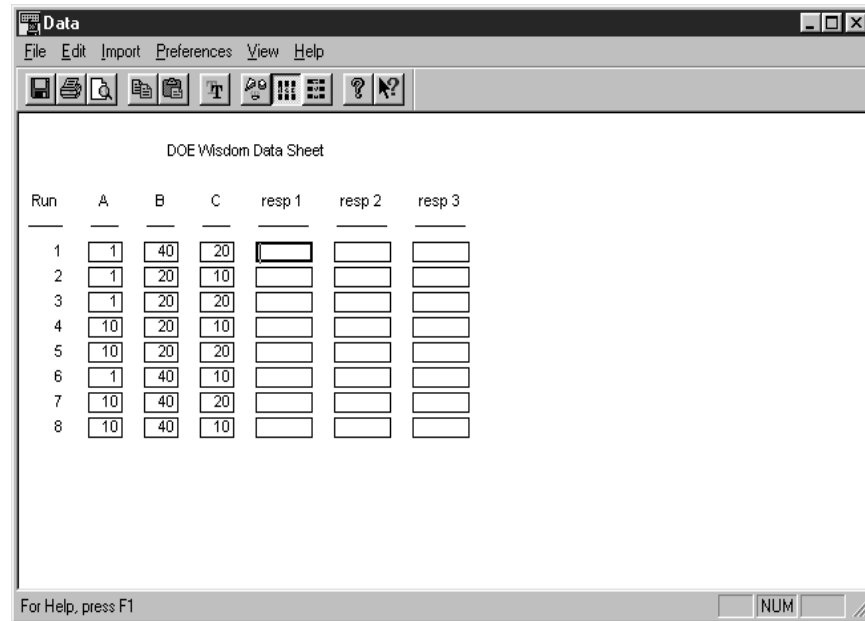 Data
File Edit Import Preferences View Help
DOE Wisdom Data Sheet
Run A B C resp 1 resp 2 resp 3
1 1 40 20
2 1 20 10
3 1 20 20
4 10 20 10
5 10 20 20
6 1 40 10
7 10 40 20
8 10 40 10
For Help, press F1 NUM